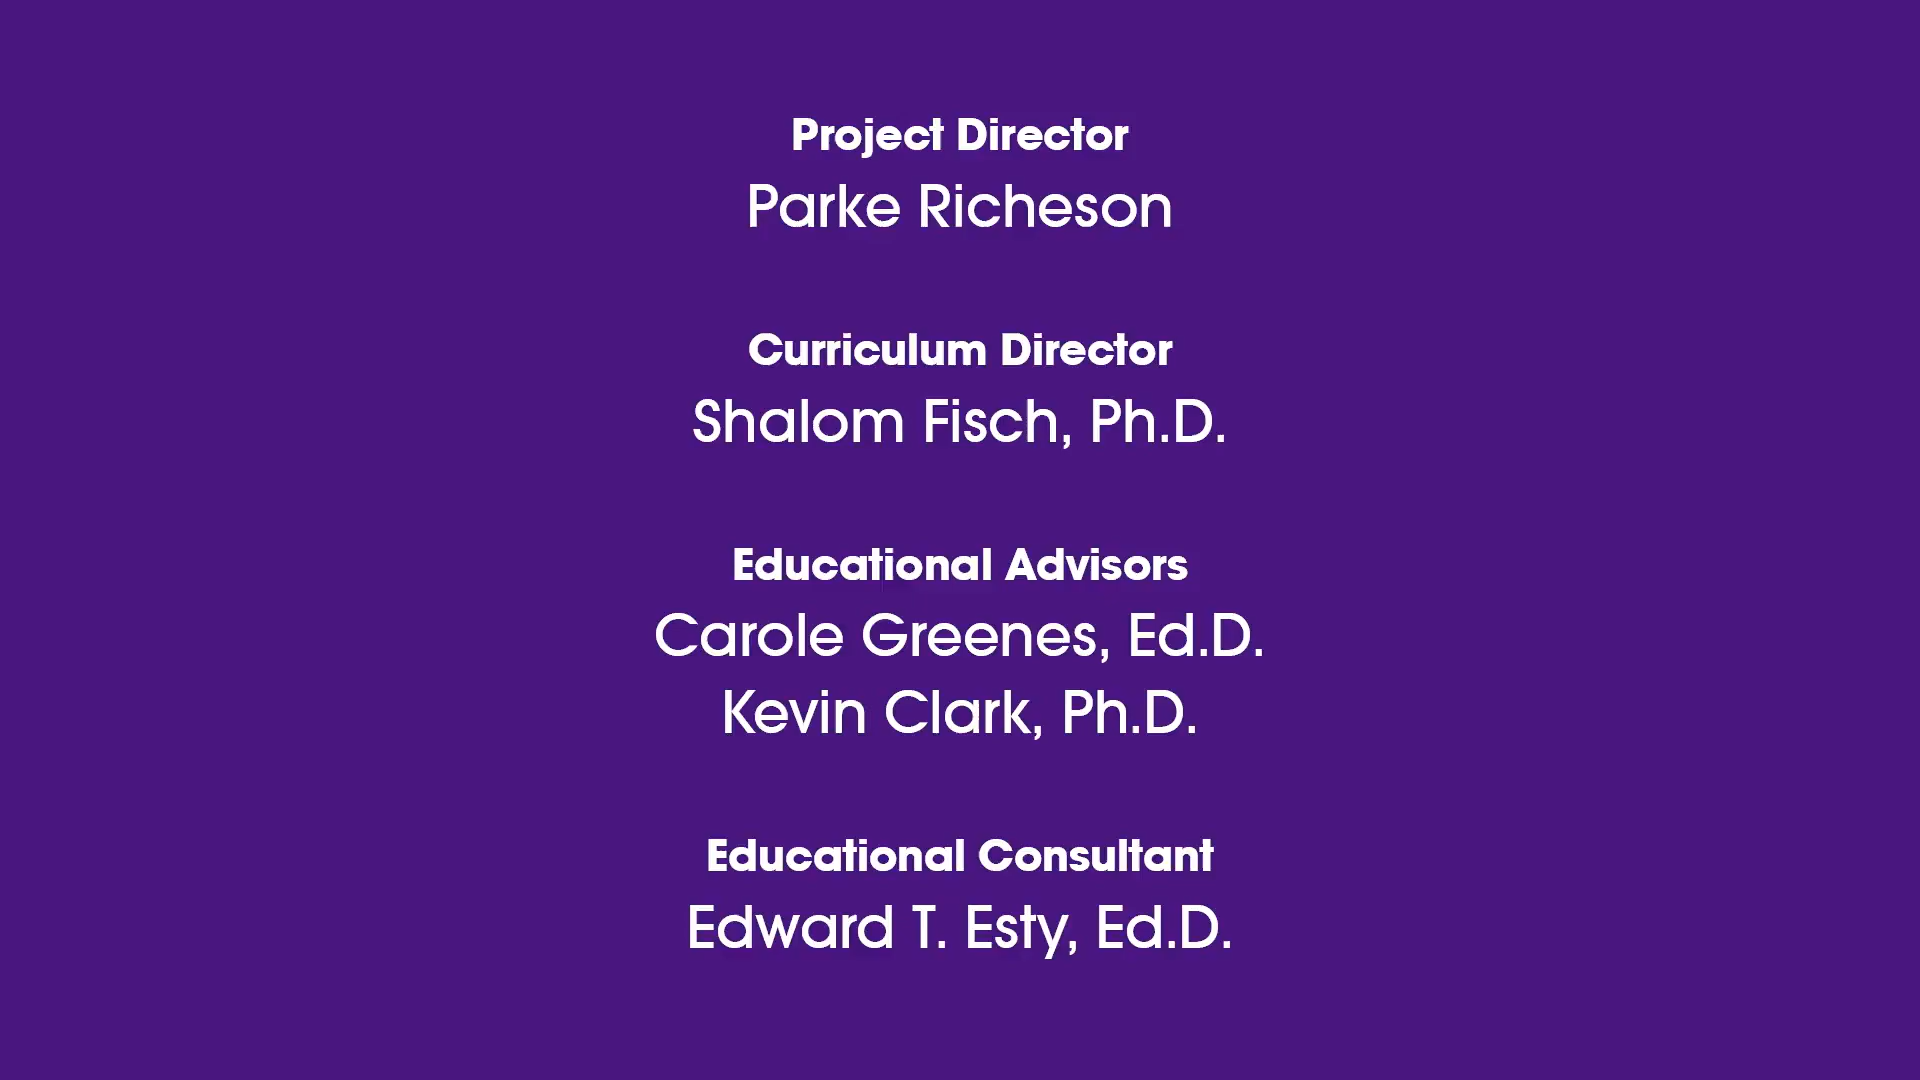 Project Director
Parke Richeson
Curriculum Director
Shalom Fisch, Ph.D.
Educational Advisors
Carole Greenes, Ed.D.
Kevin Clark, Ph.D.
Educational Consultant
Edward T. Esty, Ed.D.